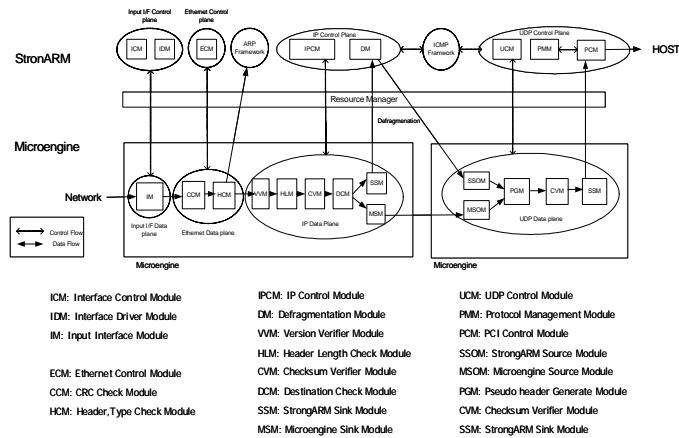 Input I/F Control plane
Ethernet Control plane
ICM
IDM
ECM
ARP Framework
IP Control Plane
IPCM
DM
ICMP Framwork
UDP Control Plane
UCM
PMM
PCM
HOST
StronARM
Resource Manager
Defragmenation
Microengine
Network
IM
CCM
HCM
VVM
HLM
CVM
DCM
SSM
MSM
Input I/F Data plane
Ethernet Data plane
IP Data Plane
SSOM
MSOM
PGM
CVM
SSM
UDP Data plane
Control Flow
Data Flow
Microengine
Microengine
ICM: Interface Control Module
IDM: Interface Driver Module
IM: Input Interface Module
ECM: Ethernet Control Module
CCM: CRC Check Module
HCM: Header,Type Check Module
IPCM: IP Control Module
DM: Defragmentation Module
VVM: Version Verifier Module
HLM: Header Length Check Module
CVM: Checksum Verifier Module
DCM: Destination Check Module
SSM: StrongARM Sink Module
MSM: Microengine Sink Module
UCM: UDP Control Module
PMM: Protocol Management Module
PCM: PCI Control Module
SSOM: StrongARM Source Module
MSOM: Microengine Source Module
PGM: Pseudo header Generate Module
CVM: Checksum Verifier Module
SSM: StrongARM Sink Module